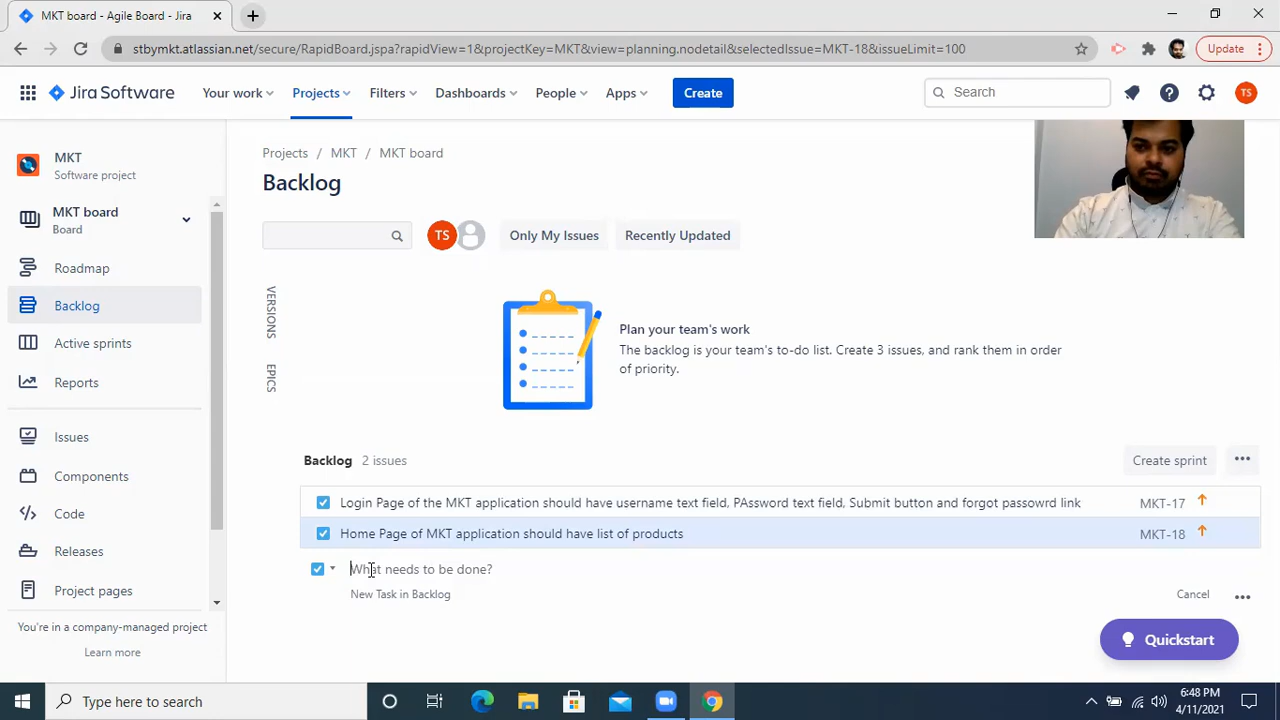 MKT board - Agile Board - Jira
stbymkt.atlassian.net/secure/RapidBoard.jspa?rapidView=1&projectKey=MKT&view=planning.nodetail&selectedIssue=MKT-18&issueLimit=100
Update
Jira Software
Your work
Projects
Filters
Dashboards
People
Apps
Create
Search
TS
MKT
Software project
MKT board
Board
Roadmap
Backlog
Active sprints
Reports
Issues
Components
Code
Releases
Project pages
You're in a company-managed project
Learn more
Projects / MKT / MKT board
Backlog
TS
Only My Issues
Recently Updated
VERSIONS
EPICS
Plan your team's work
The backlog is your team's to-do list. Create 3 issues, and rank them in order
of priority.
Backlog 2 issues
Create sprint
Login Page of the MKT application should have username text field, PAssword text field, Submit button and forgot passowrd link
MKT-17
Home Page of MKT application should have list of products
MKT-18
What needs to be done?
New Task in Backlog
Cancel
Quickstart
Type here to search
6:48 PM
4/11/2021